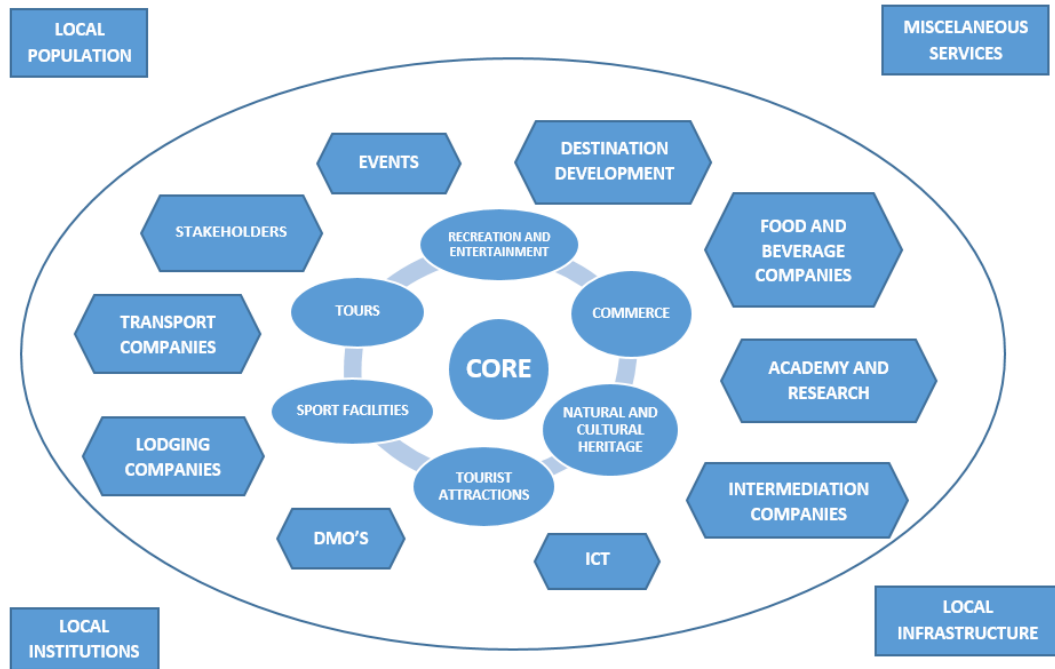 LOCAL
POPULATION
MISCELANEOUS
SERVICES
EVENTS
DESTINATION
DEVELOPMENT
STAKEHOLDERS
RECREATION AND
ENTERTAINMENT
FOOD AND
BEVERAGE
COMPANIES
TOURS
COMMERCE
TRANSPORT
COMPANIES
CORE
ACADEMY AND
RESEARCH
SPORT FACILITIES
NATURAL AND
CULTURAL
HERITAGE
LODGING
COMPANIES
TOURIST
ATTRACTIONS
INTERMEDIATION
COMPANIES
DMO'S
ICT
LOCAL
INSTITUTIONS
LOCAL
INFRASTRUCTURE